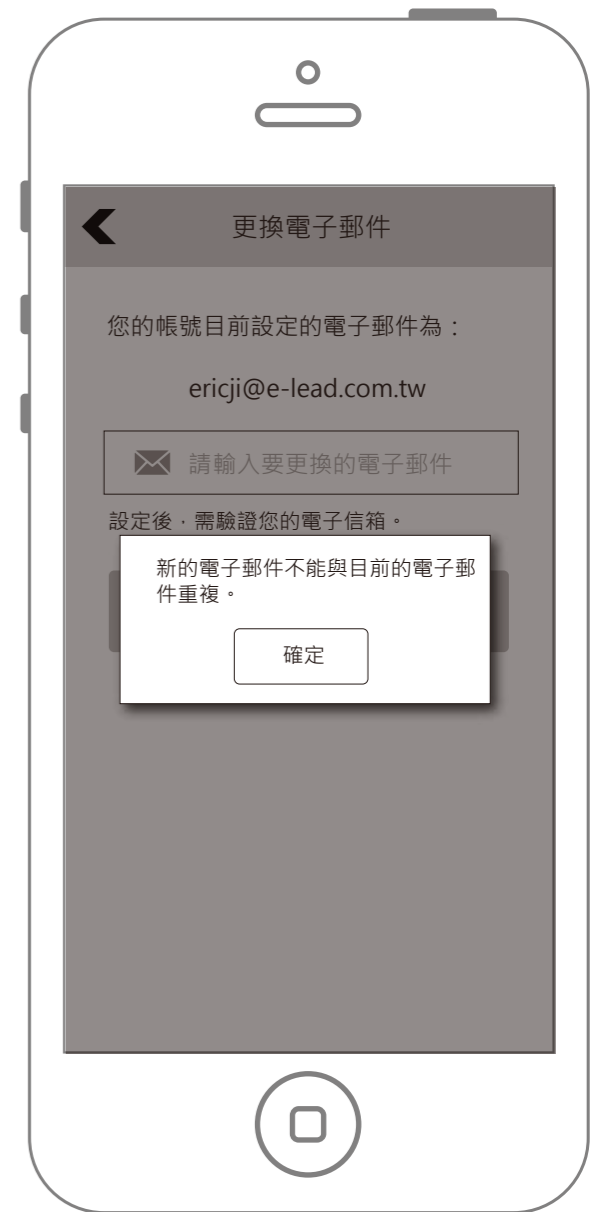 更換電子郵件
您的帳號目前設定的電子郵件為：
ericji@e-lead.com.tw
請輸入要更換的電子郵件
設定後，需驗證您的電子信箱。
新的電子郵件不能與目前的電子郵
件重複。
確定